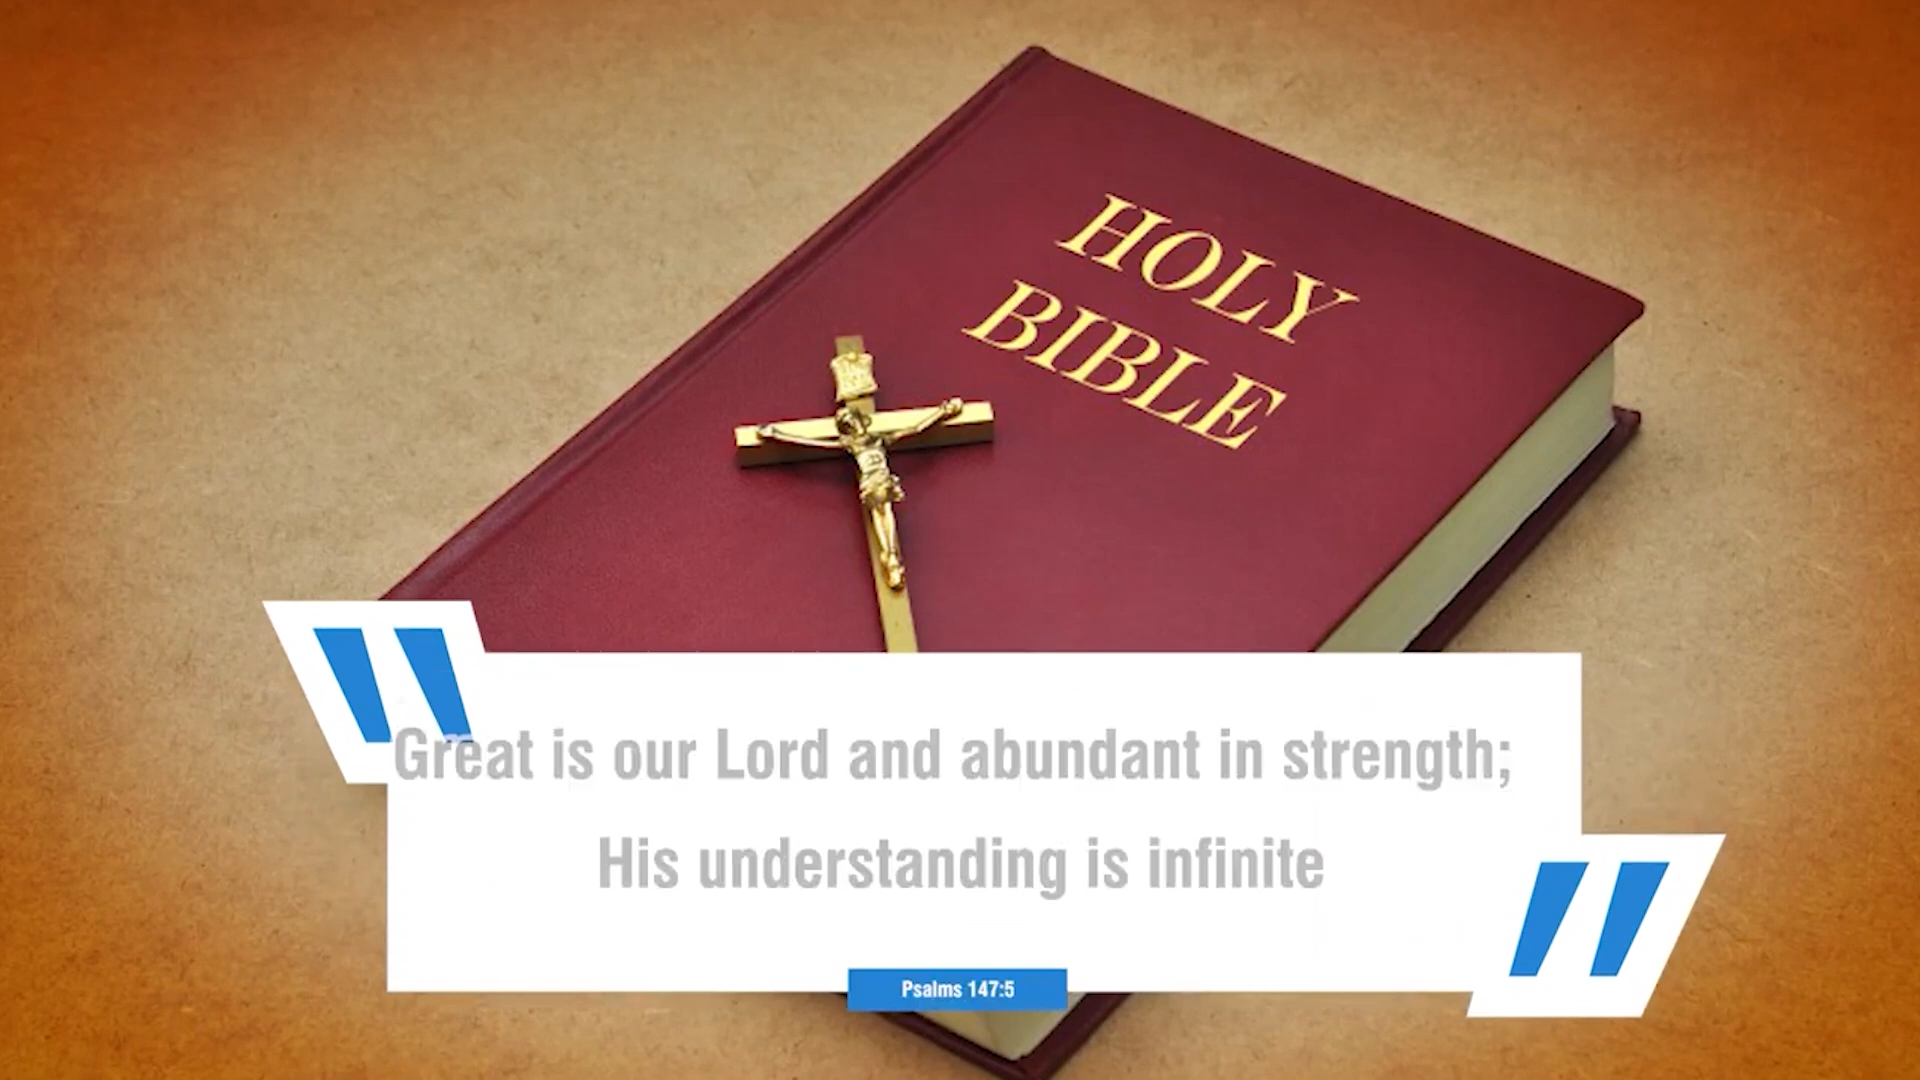 HOLY
BIBLE
Great is our Lord and abundant in strength;
His understanding is infinite
Psalms 147:5